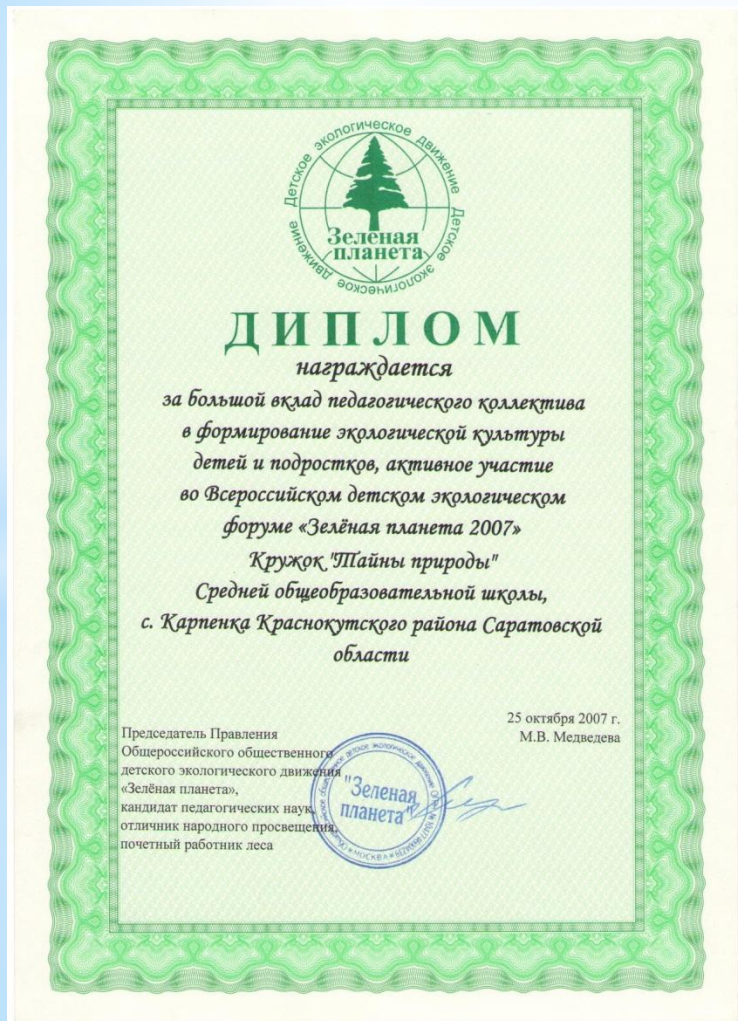 Детское экологическое движение Детское экологическое движение
Зеленая
планета
ДИПЛОМ
награждается
за большой вклад педагогического коллектива
в формирование экологической культуры
детей и подростков, активное участие
во Всероссийском детском экологическом
форуме «Зелёная планета 2007»
Кружок "Тайны природы"
Средней общеобразовательной школы,
с. Карпенка Краснокутского района Саратовской
области
25 октября 2007 г.
М.В. Медведева
Председатель Правления
Общероссийского общественного
детского экологического движения
«Зелёная планета»,
кандидат педагогических наук,
отличник народного просвещения,
почетный работник леса
"Зеленая
планета"
москва